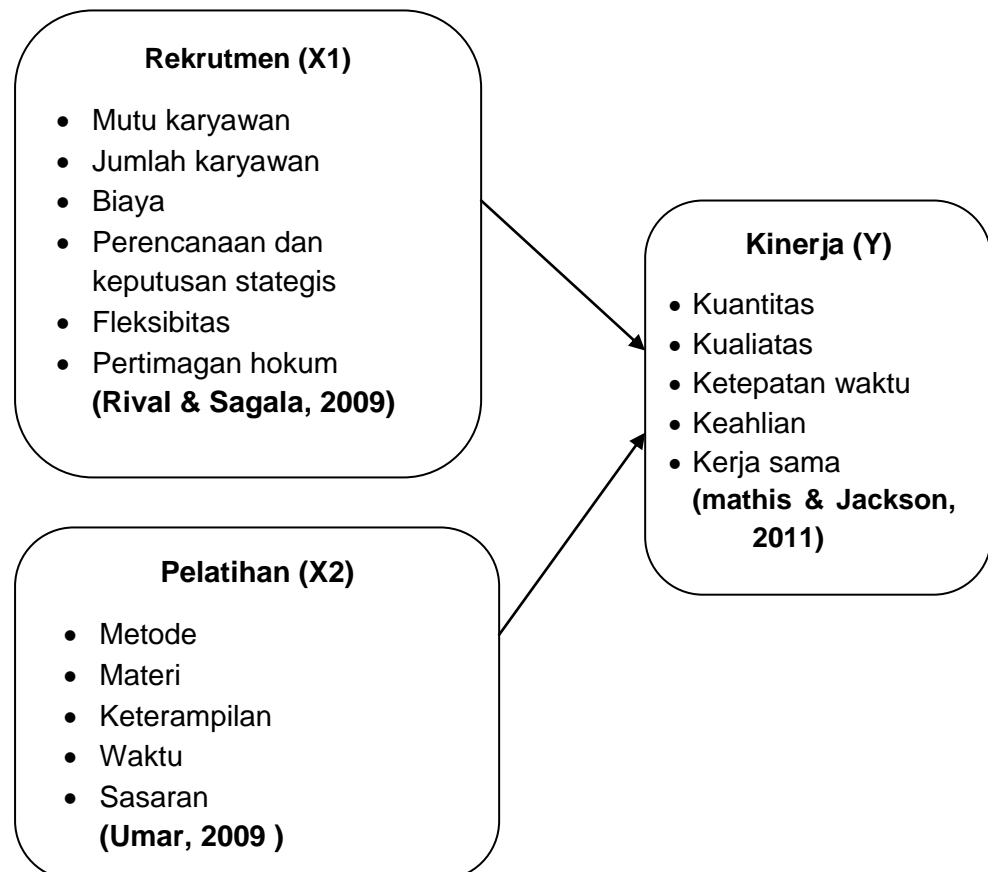 Rekrutmen (X1)
• Mutu karyawan
• Jumlah karyawan
• Biaya
• Perencanaan dan
keputusan stategis
• Fleksibitas
• Pertimagan hokum
(Rival & Sagala, 2009)
Kinerja (Y)
• Kuantitas
• Kualiatas
• Ketepatan waktu
• Keahlian
• Kerja sama
(mathis & Jackson,
2011)
Pelatihan (X2)
• Metode
• Materi
• Keterampilan
• Waktu
• Sasaran
(Umar, 2009 )